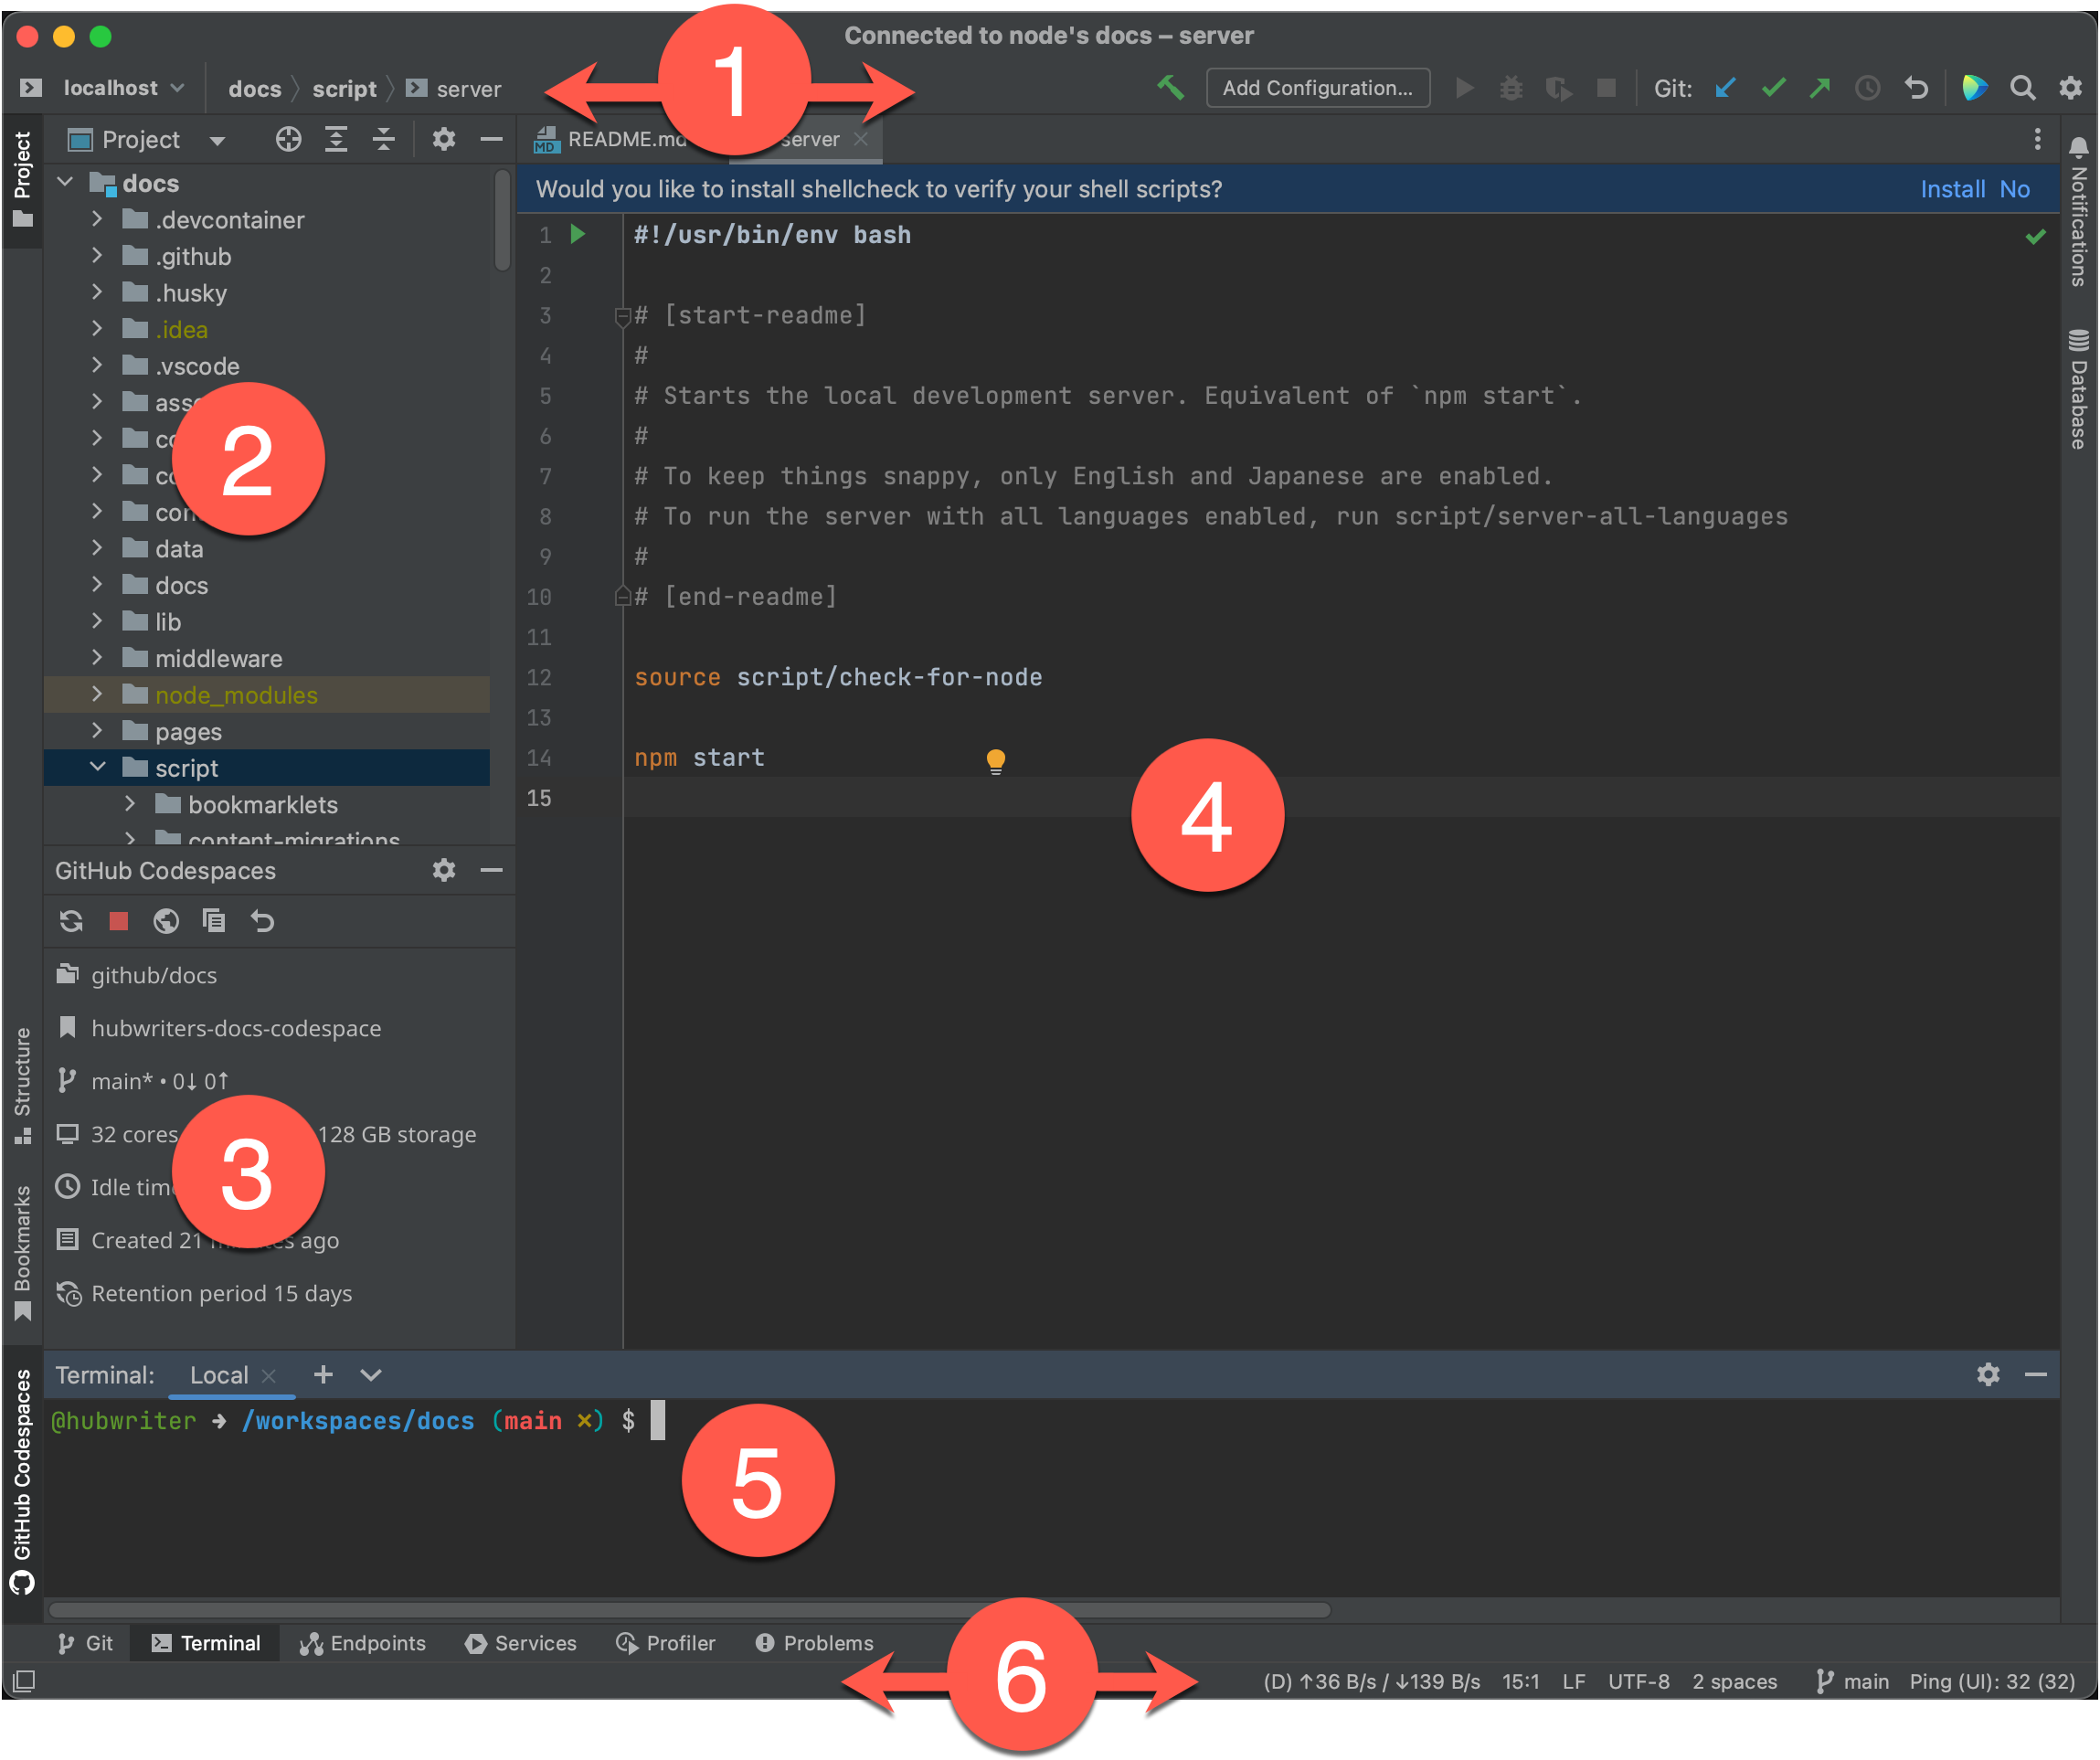 Connected to node's docs – server
localhost docs script server
Add Configuration... Git:
1
Project
Project
README.md server
Would you like to install shellcheck to verify your shell scripts? Install No
docs
.devcontainer
.github
.husky
.idea
.vscode
data
docs
lib
middleware
node_modules
pages
script
bookmarklets
content-migrations
2
1 #!/usr/bin/env bash
2
3 # [start-readme]
4 #
5 # Starts the local development server. Equivalent of `npm start`.
6 #
7 # To keep things snappy, only English and Japanese are enabled.
8 # To run the server with all languages enabled, run script/server-all-languages
9 #
10 # [end-readme]
11
12 source script/check-for-node
13
14 npm start
15
4
Notifications
Database
GitHub Codespaces
github/docs
hubwriters-docs-codespace
main* • 0↓ 0↑
32 cores 128 GB storage
Idle
Created 21 ago
Retention period 15 days
3
Structure
Bookmarks
GitHub Codespaces
Terminal: Local
@hubwriter ➜ /workspaces/docs (main ✗) $
5
Git Terminal Endpoints Services Profiler Problems
6
(D) ↑36 B/s / ↓139 B/s 15:1 LF UTF-8 2 spaces main Ping (UI): 32 (32)